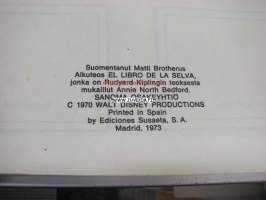 Suomentanut Matti Brotherus
Alkuteos EL LIBRO DE LA SELVA,
jonka on Rudyard Kiplingin teoksesta
mukaillut Annie North Bedford.
SANOMA OSAKEYHTIÖ
© 1970 WALT DISNEY PRODUCTIONS
Printed in Spain
by Ediciones Susaeta, S. A.
Madrid, 1973